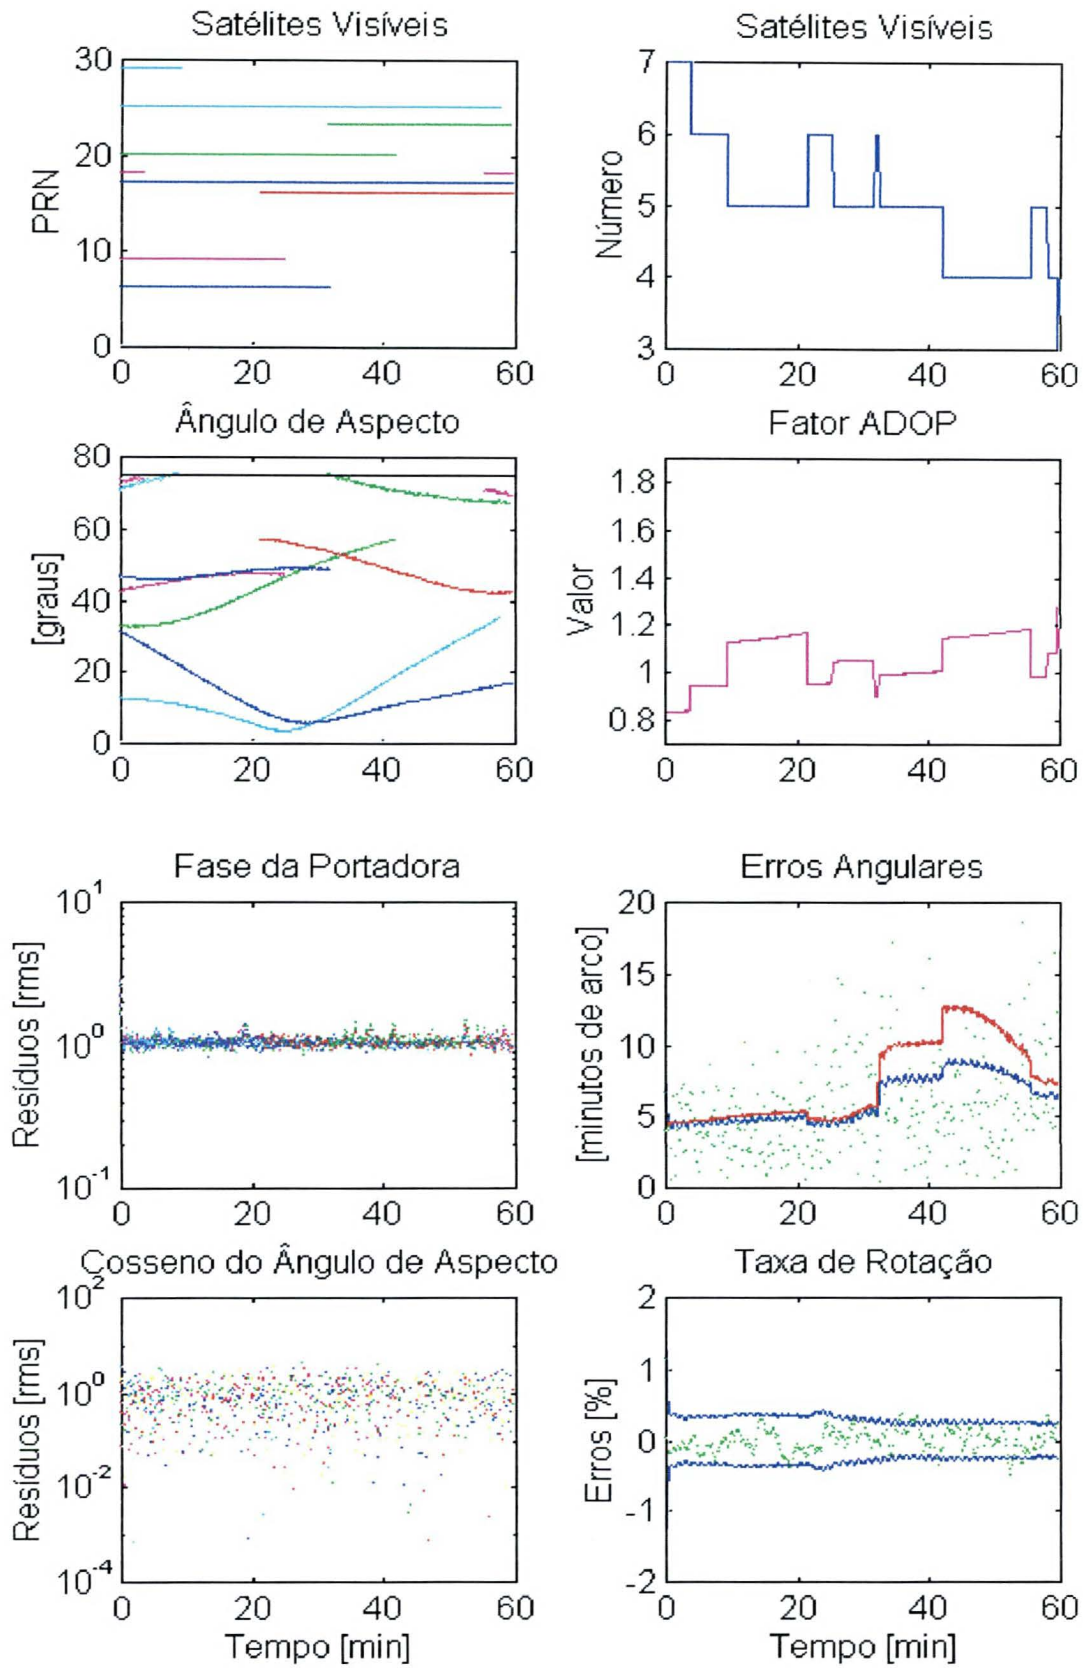 Satélites Visíveis
30
20
10
0
PRN
0 20 40 60
Satélites Visíveis
7
6
5
4
3
Número
0 20 40 60
Ângulo de Aspecto
80
60
40
20
0
[graus]
0 20 40 60
Fator ADOP
1.8
1.6
1.4
1.2
1
0.8
Valor
0 20 40 60
Fase da Portadora
10^1
10^0
10^-1
Resíduos [rms]
0 20 40 60
Erros Angulares
20
15
10
5
0
[minutos de arco]
0 20 40 60
Cosseno do Ângulo de Aspecto
10^2
10^0
10^-2
10^-4
Resíduos [rms]
0 20 40 60
Tempo [min]
Taxa de Rotação
2
1
0
-1
-2
Erros [%]
0 20 40 60
Tempo [min]